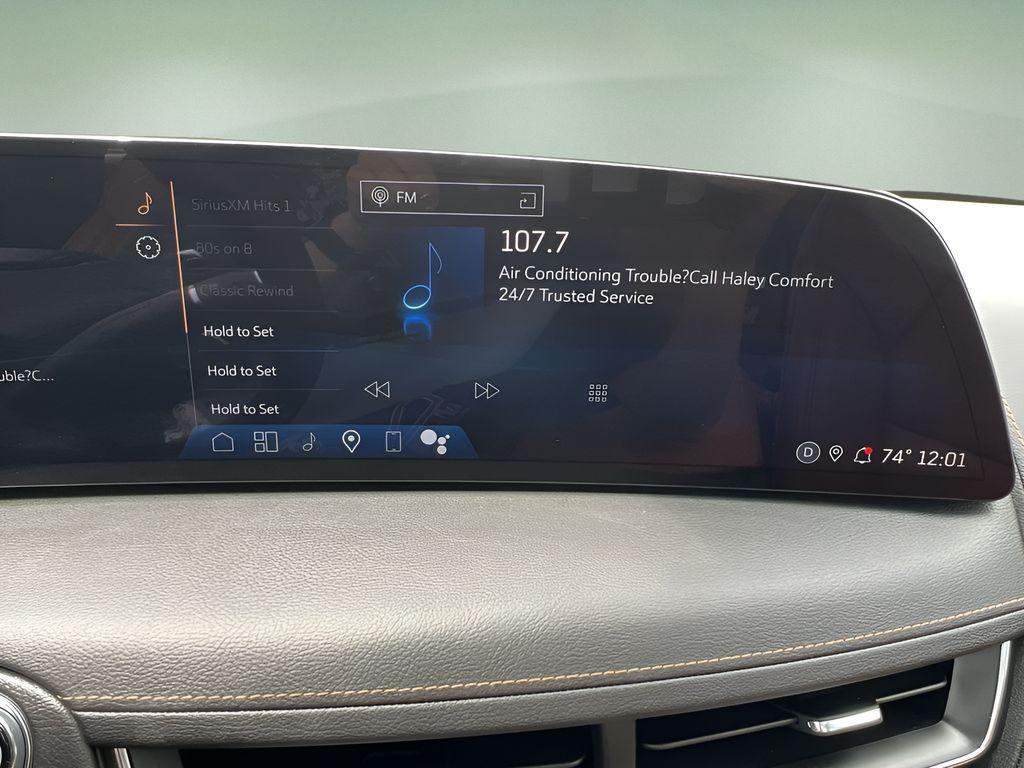 SiriusXM Hits 1
80s on 8
Classic Rewind
Hold to Set
Hold to Set
Hold to Set
uble?C...
FM
107.7
Air Conditioning Trouble?Call Haley Comfort
24/7 Trusted Service
D
74° 12:01